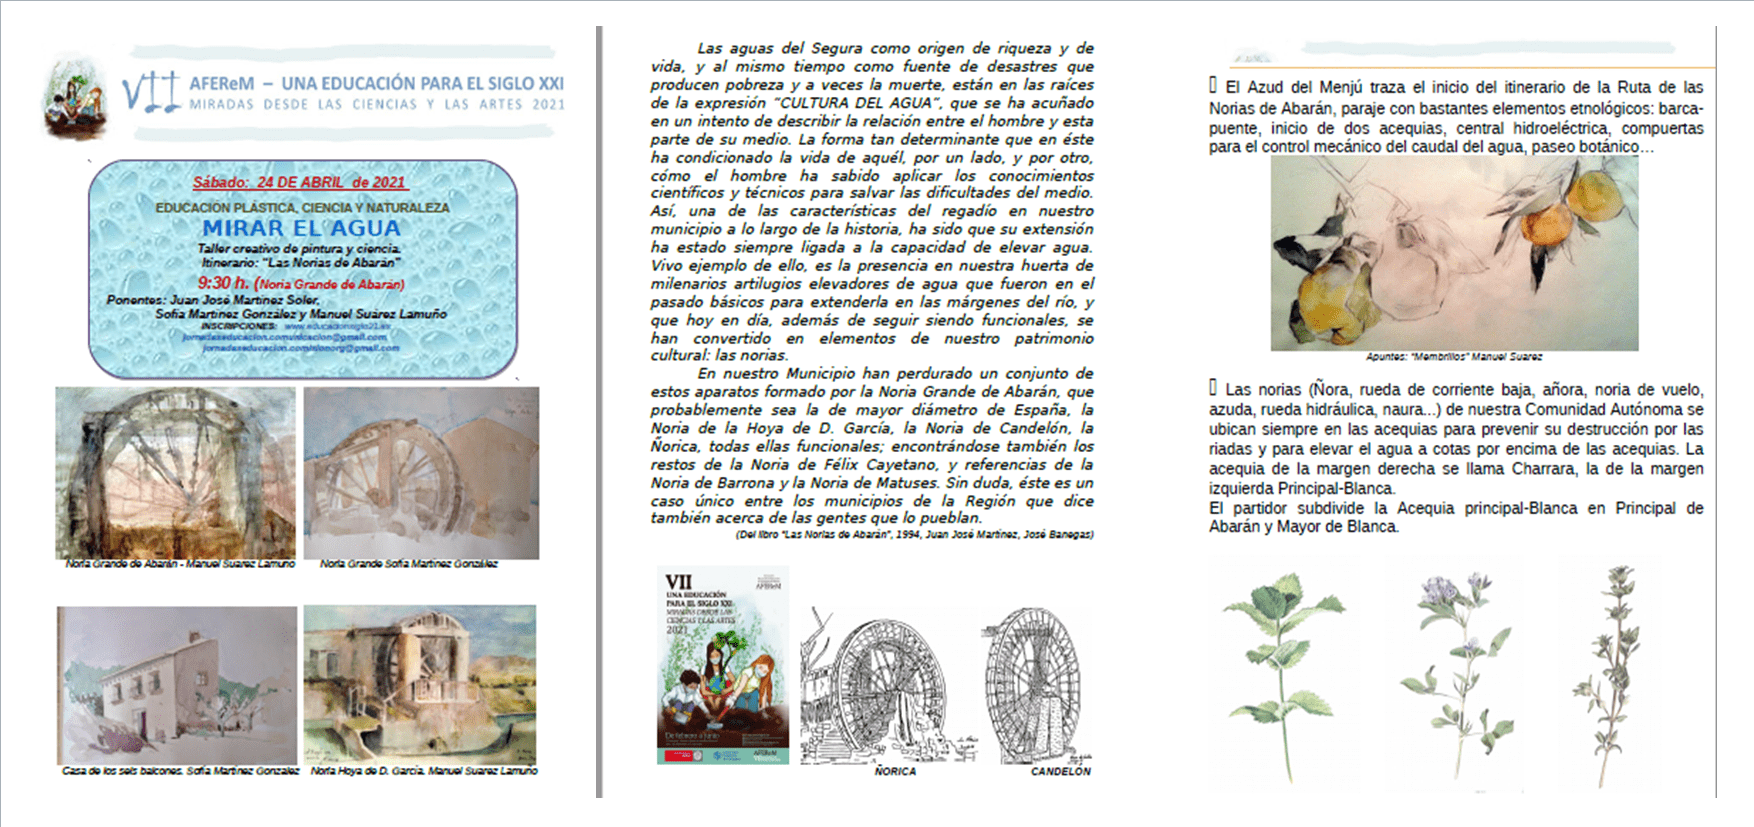 VII AFEReM – UNA EDUCACIÓN PARA EL SIGLO XXI
MIRADAS DESDE LAS CIENCIAS Y LAS ARTES 2021
Sábado: 24 DE ABRIL de 2021
EDUCACIÓN PLÁSTICA, CIENCIA Y NATURALEZA
MIRAR EL AGUA
Taller creativo de pintura y ciencia.
Itinerario: "Las Norias de Abarán"
9:30 h. (Noria Grande de Abarán)
Ponentes: Juan José Martínez Soler,
Sofía Martínez González y Manuel Suárez Lamuño
INSCRIPCIONES: www.educacionsiglo21.es
jornadaseducacion.comunicacion@gmail.com
Noria Grande de Abarán - Manuel Suarez Lamuño
Noria Grande Sofía Martínez González
Casa de los seis balcones. Sofía Martínez González
Noria Hoya de D. García. Manuel Suarez Lamuño
Las aguas del Segura como origen de riqueza y de
vida, y al mismo tiempo como fuente de desastres que
producen pobreza y a veces la muerte, están en las raíces
de la expresión "CULTURA DEL AGUA", que se ha acuñado
en un intento de describir la relación entre el hombre y esta
parte de su medio. La forma tan determinante que en éste
ha condicionado la vida de aquél, por un lado, y por otro,
cómo el hombre ha sabido aplicar los conocimientos
científicos y técnicos para salvar las dificultades del medio.
Así, una de las características del regadío en nuestro
municipio a lo largo de la historia, ha sido que su extensión
ha estado siempre ligada a la capacidad de elevar agua.
Vivo ejemplo de ello, es la presencia en nuestra huerta de
milenarios artilugios elevadores de agua que fueron en el
pasado básicos para extenderla en las márgenes del río, y
que hoy en día, además de seguir siendo funcionales, se
han convertido en elementos de nuestro patrimonio
cultural: las norias.
En nuestro Municipio han perdurado un conjunto de
estos aparatos formado por la Noria Grande de Abarán, que
probablemente sea la de mayor diámetro de España, la
Noria de la Hoya de D. García, la Noria de Candelón, la
Ñorica, todas ellas funcionales; encontrándose también los
restos de la Noria de Félix Cayetano, y referencias de la
Noria de Barrona y la Noria de Matuses. Sin duda, éste es un
caso único entre los municipios de la Región que dice
también acerca de las gentes que lo pueblan.
(Del libro "Las Norias de Abarán", 1994, Juan José Martínez, José Banegas)
VII
UNA EDUCACIÓN
PARA EL SIGLO XXI
MIRADAS DESDE LAS
CIENCIAS Y LAS ARTES
2021
AFEReM
De febrero a junio
ÑORICA
CANDELON
El Azud del Menjú traza el inicio del itinerario de la Ruta de las
Norias de Abarán, paraje con bastantes elementos etnológicos: barca-
puente, inicio de dos acequias, central hidroeléctrica, compuertas
para el control mecánico del caudal del agua, paseo botánico...
Apuntes: "Membrillos" Manuel Suarez
Las norias (Ñora, rueda de corriente baja, añora, noria de vuelo,
azuda, rueda hidráulica, naura...) de nuestra Comunidad Autónoma se
ubican siempre en las acequias para prevenir su destrucción por las
riadas y para elevar el agua a cotas por encima de las acequias. La
acequia de la margen derecha se llama Charrara, la de la margen
izquierda Principal-Blanca.
El partidor subdivide la Acequia principal-Blanca en Principal de
Abarán y Mayor de Blanca.